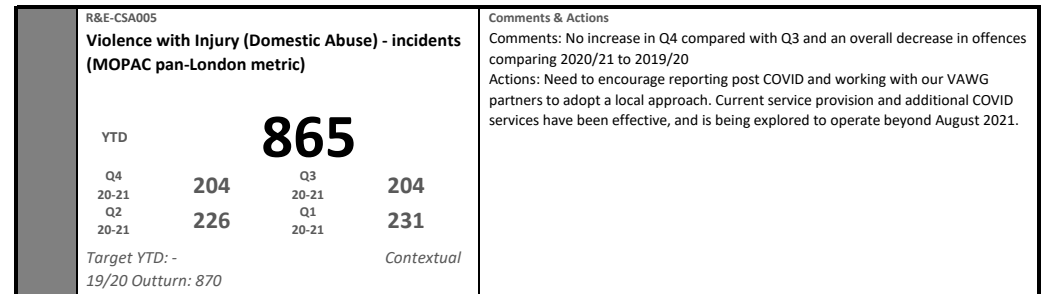 R&E-CSA005
Violence with Injury (Domestic Abuse) - incidents
(MOPAC pan-London metric)
YTD 865
Q4 20-21 204 Q3 20-21 204
Q2 20-21 226 Q1 20-21 231
Target YTD: - Contextual
19/20 Outturn: 870
Comments & Actions
Comments: No increase in Q4 compared with Q3 and an overall decrease in offences
comparing 2020/21 to 2019/20
Actions: Need to encourage reporting post COVID and working with our VAWG
partners to adopt a local approach. Current service provision and additional COVID
services have been effective, and is being explored to operate beyond August 2021.